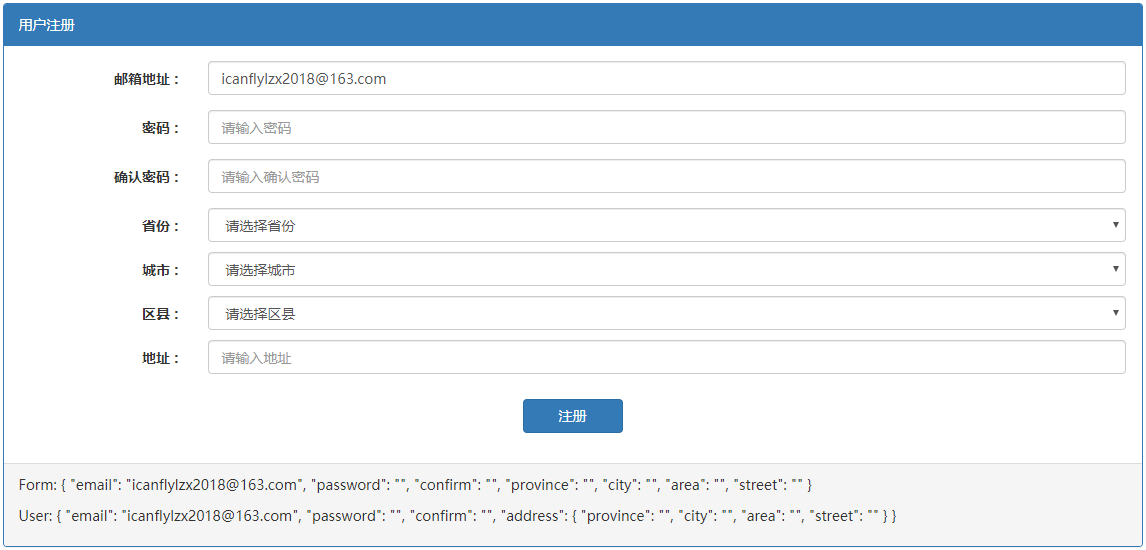 用户注册
邮箱地址： icanflylzx2018@163.com
密码： 请输入密码
确认密码： 请输入确认密码
省份： 请选择省份
城市： 请选择城市
区县： 请选择区县
地址： 请输入地址
注册
Form: { "email": "icanflylzx2018@163.com", "password": "", "confirm": "", "province": "", "city": "", "area": "", "street": "" }
User: { "email": "icanflylzx2018@163.com", "password": "", "confirm": "", "address": { "province": "", "city": "", "area": "", "street": "" } }